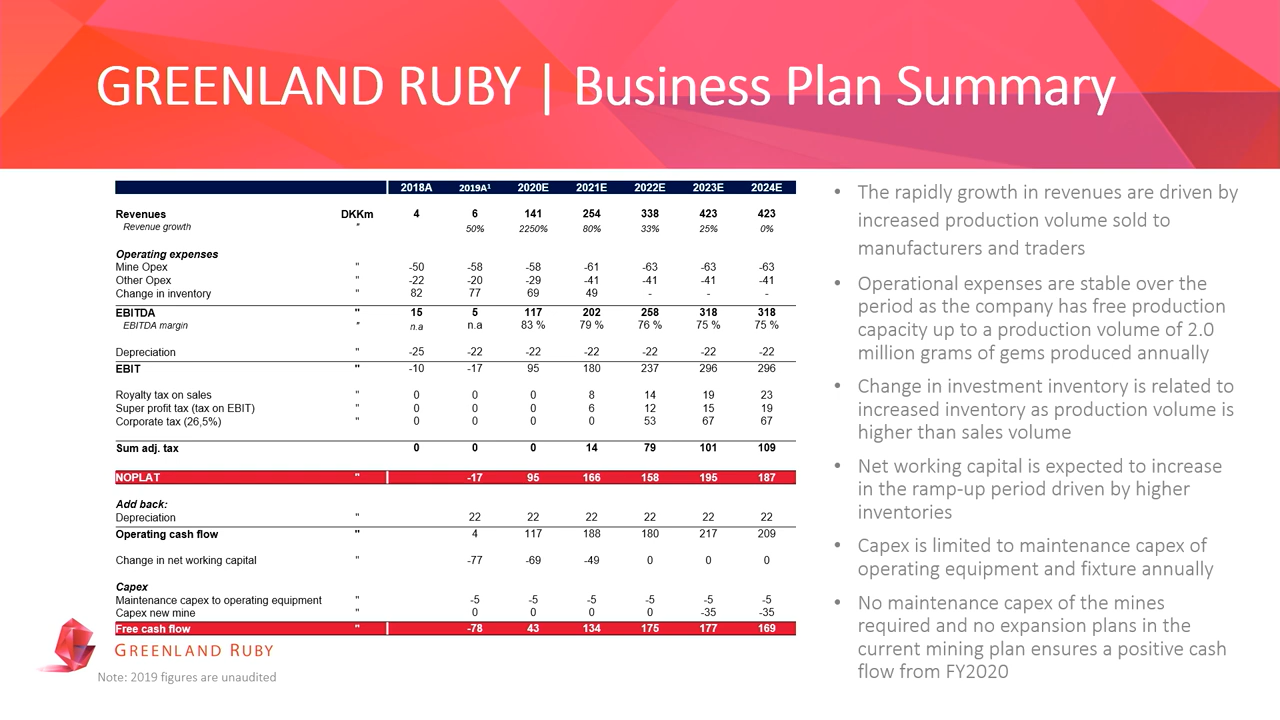 GREENLAND RUBY | Business Plan Summary
2018A 2019A¹ 2020E 2021E 2022E 2023E 2024E
Revenues DKKm 4 6 141 254 338 423 423
Revenue growth " 50% 2250% 80% 33% 25% 0%
Operating expenses
Mine Opex " -50 -58 -58 -61 -63 -63 -63
Other Opex " -22 -20 -29 -41 -41 -41 -41
Change in inventory " 82 77 69 49 - - -
EBITDA " 15 5 117 202 258 318 318
EBITDA margin " n.a n.a 83 % 79 % 76 % 75 % 75 %
Depreciation " -25 -22 -22 -22 -22 -22 -22
EBIT " -10 -17 95 180 237 296 296
Royalty tax on sales " 0 0 0 8 14 19 23
Super profit tax (tax on EBIT) " 0 0 0 6 12 15 19
Corporate tax (26,5%) " 0 0 0 0 53 67 67
Sum adj. tax 0 0 0 14 79 101 109
NOPLAT " -17 95 166 158 195 187
Add back:
Depreciation " 22 22 22 22 22 22
Operating cash flow " 4 117 188 180 217 209
Change in net working capital " -77 -69 -49 0 0 0
Capex
Maintenance capex to operating equipment " -5 -5 -5 -5 -5 -5
Capex new mine " 0 0 0 0 -35 -35
Free cash flow " -78 43 134 175 177 169
GREENLAND RUBY
Note: 2019 figures are unaudited
• The rapidly growth in revenues are driven by
increased production volume sold to
manufacturers and traders
• Operational expenses are stable over the
period as the company has free production
capacity up to a production volume of 2.0
million grams of gems produced annually
• Change in investment inventory is related to
increased inventory as production volume is
higher than sales volume
• Net working capital is expected to increase
in the ramp-up period driven by higher
inventories
• Capex is limited to maintenance capex of
operating equipment and fixture annually
• No maintenance capex of the mines
required and no expansion plans in the
current mining plan ensures a positive cash
flow from FY2020